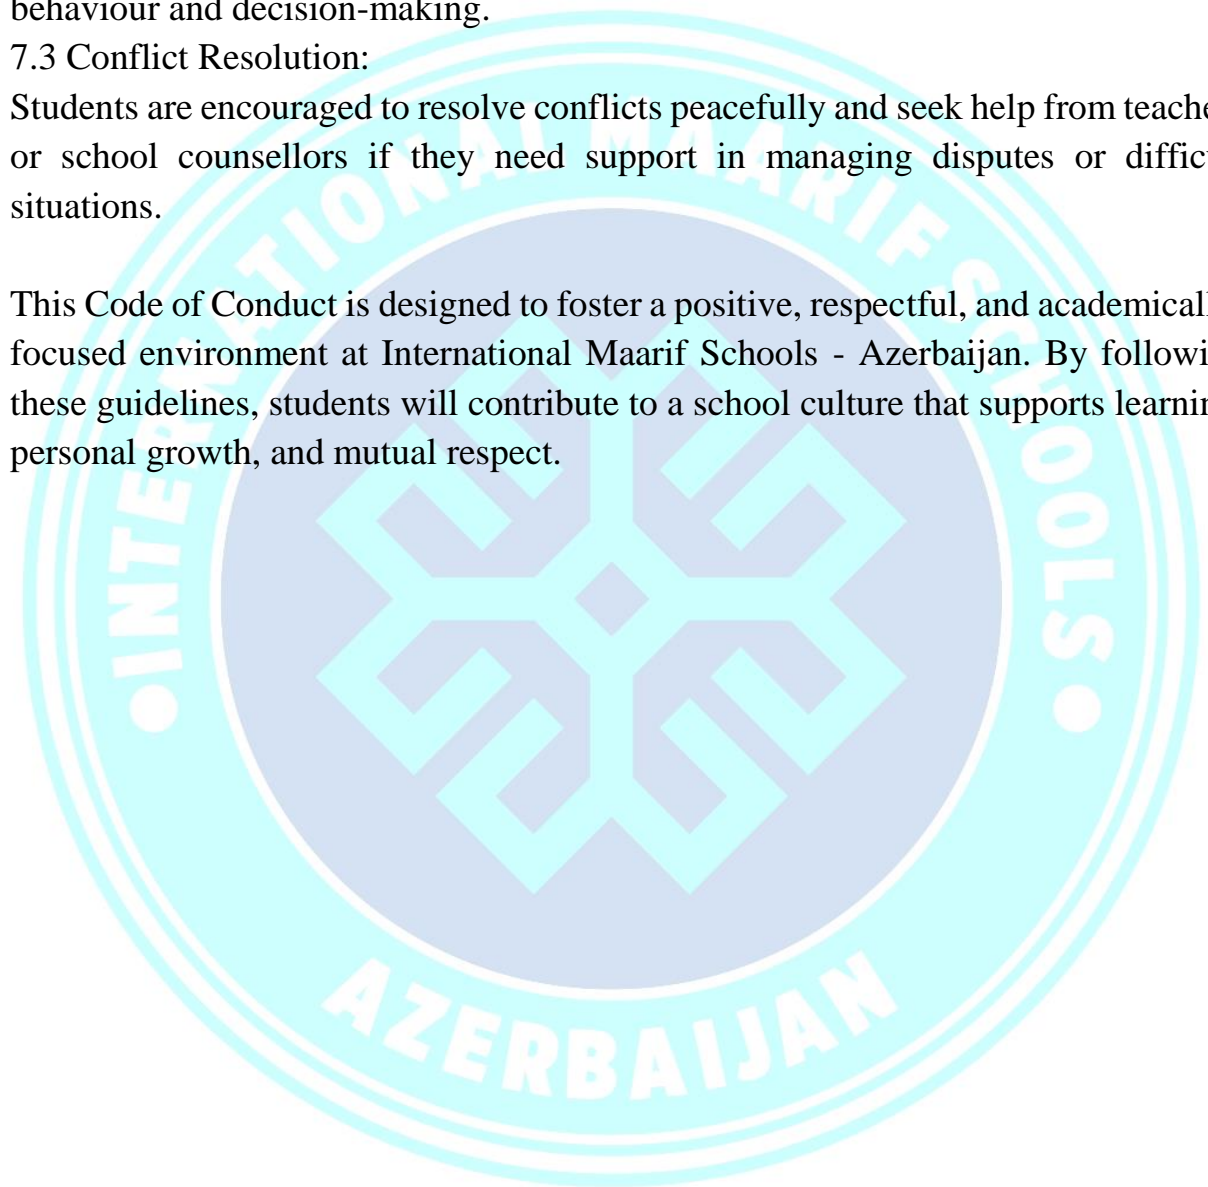 behaviour and decision-making.
7.3 Conflict Resolution:
Students are encouraged to resolve conflicts peacefully and seek help from teache
or school counsellors if they need support in managing disputes or difficu
situations.
This Code of Conduct is designed to foster a positive, respectful, and academicall
focused environment at International Maarif Schools - Azerbaijan. By followi
these guidelines, students will contribute to a school culture that supports learnin
personal growth, and mutual respect.
INTERNATIONAL MAARIF SCHOOLS
AZERBAIJAN